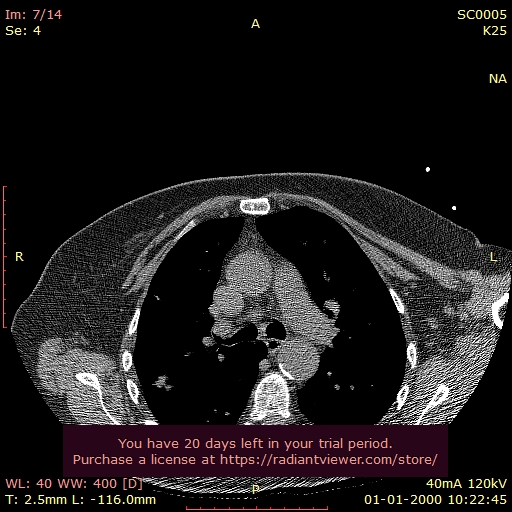 Im: 7/14
Se: 4
A
SC0005
K25
NA
R
L
You have 20 days left in your trial period.
Purchase a license at https://radiantviewer.com/store/
WL: 40 WW: 400 [D]
T: 2.5mm L: -116.0mm
P
40mA 120kV
01-01-2000 10:22:45